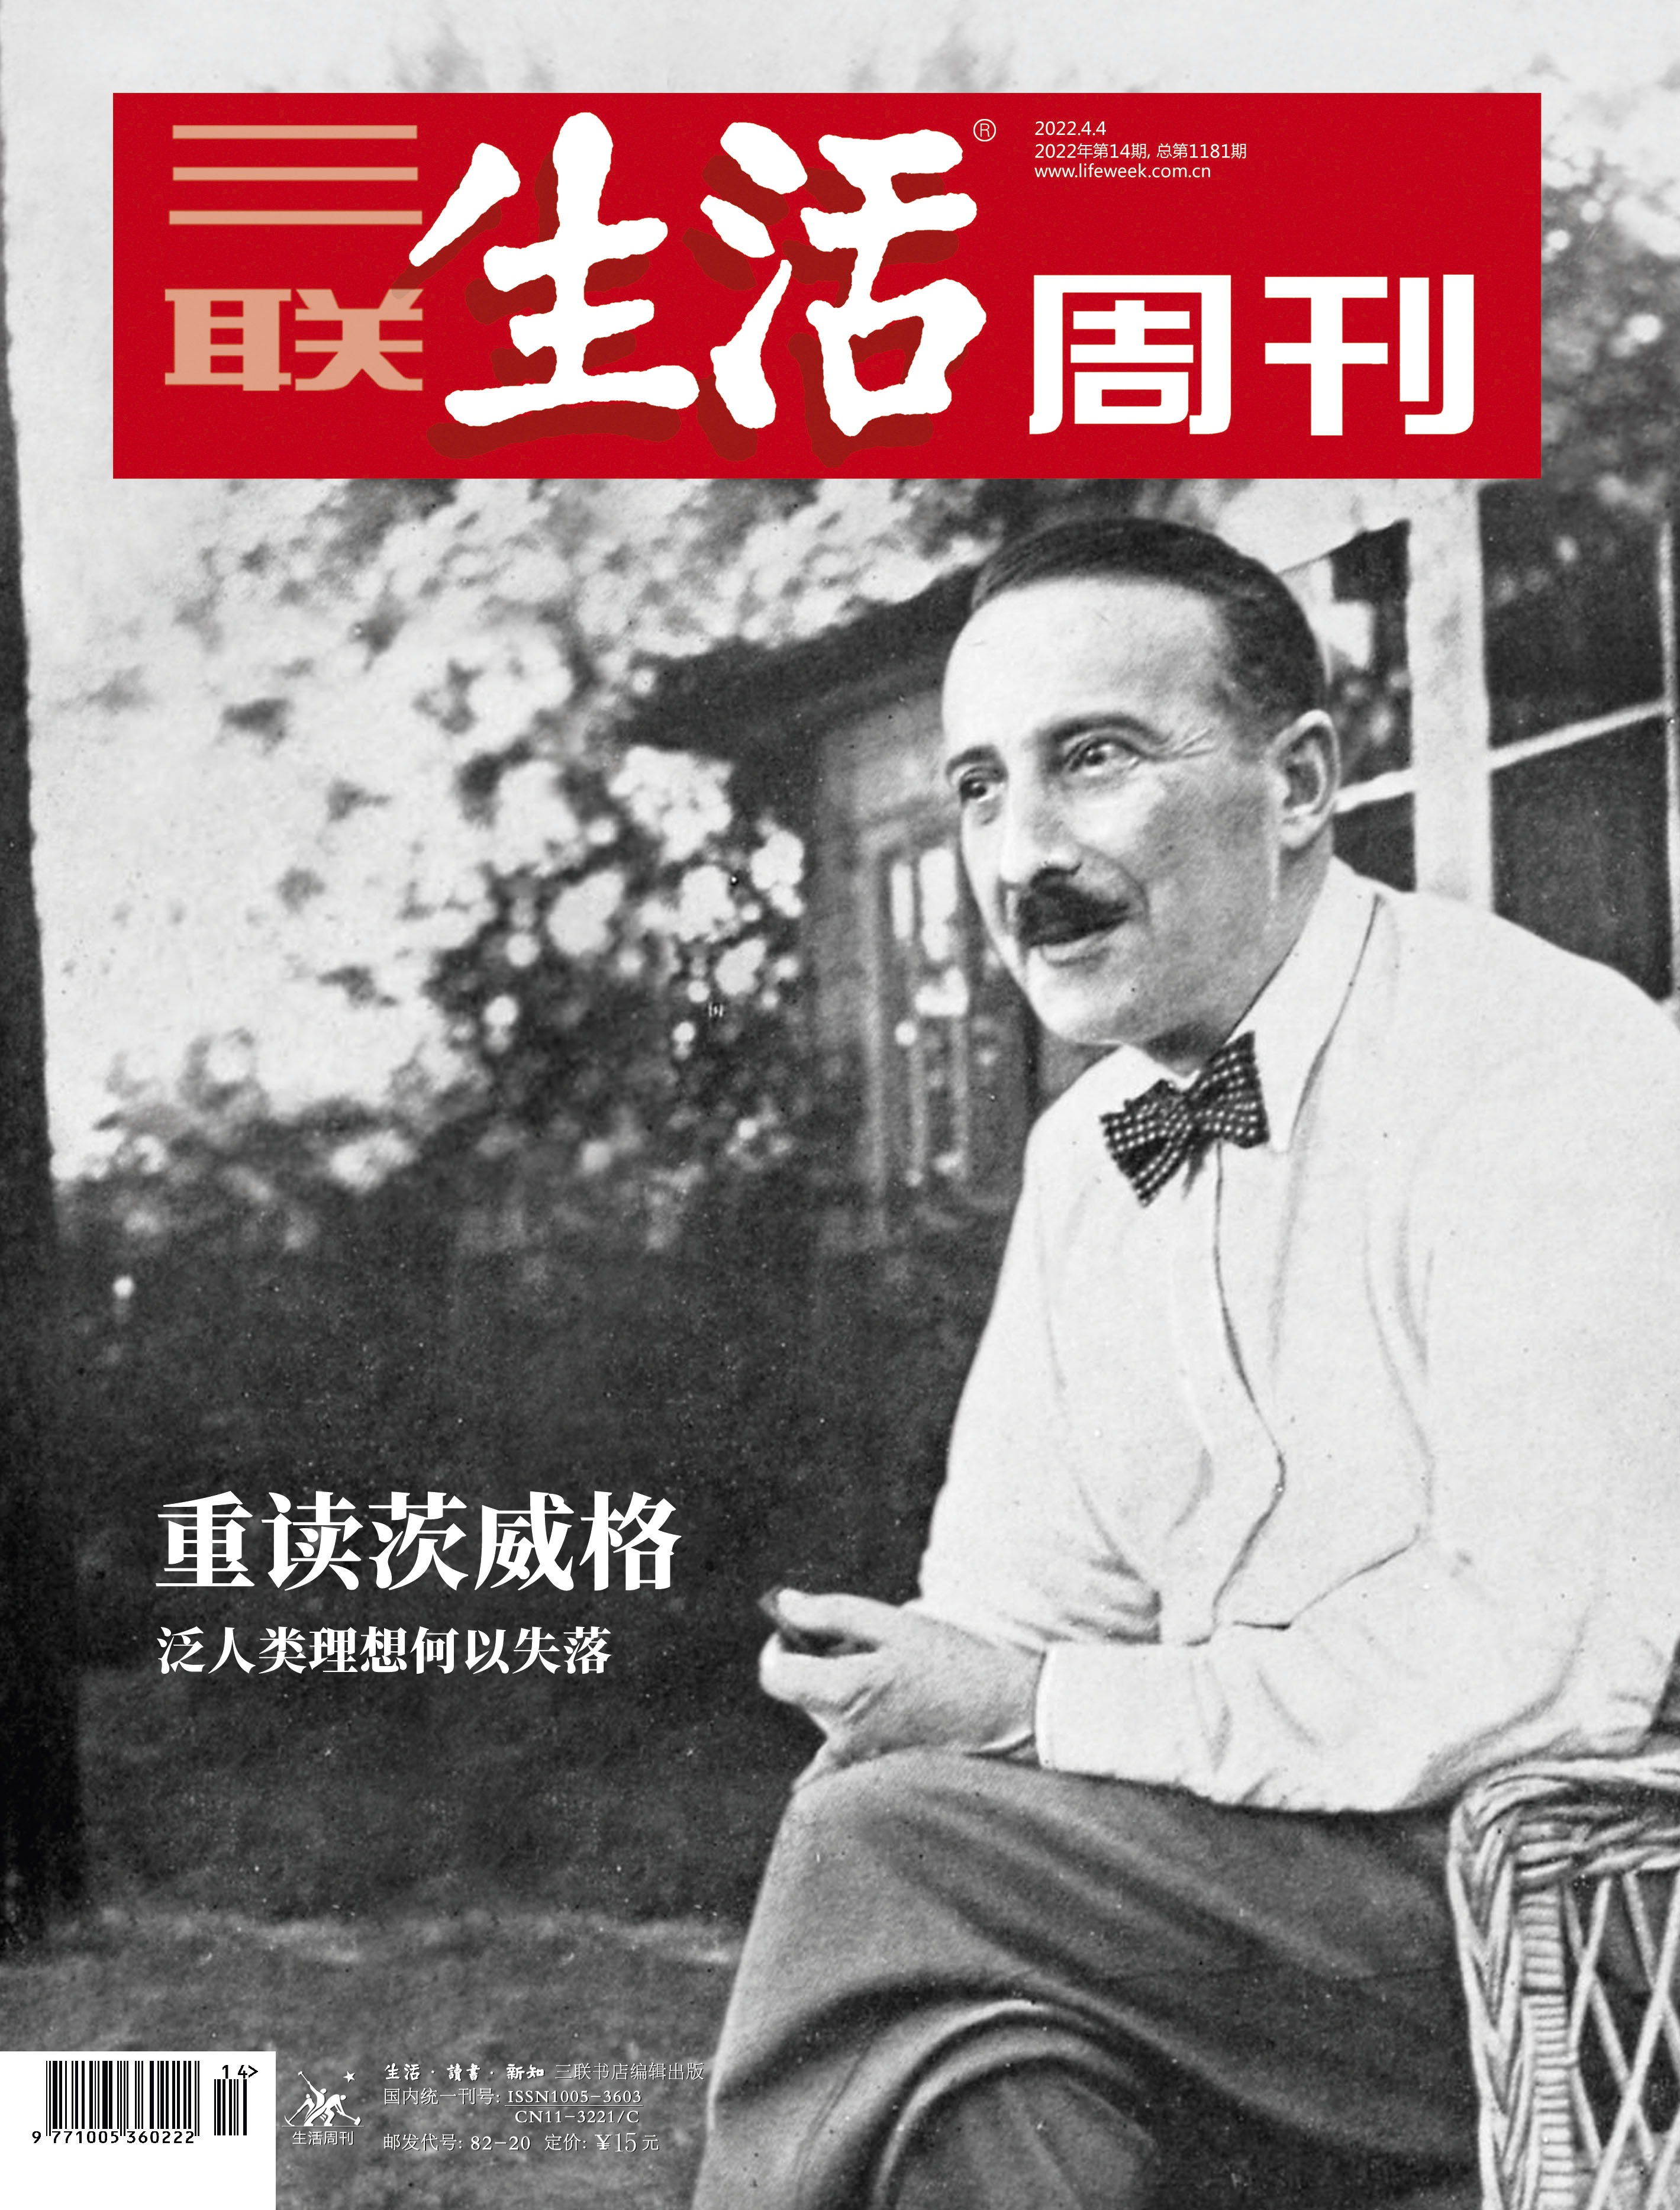 三联生活周刊®
2022.4.4
2022年第14期, 总第1181期
www.lifeweek.com.cn
重读茨威格
泛人类理想何以失落
14>
9 771005 360222
生活周刊
生活·讀書·新知 三联书店编辑出版
国内统一刊号: ISSN1005-3603
CN11-3221/C
邮发代号: 82-20 定价: ¥15元